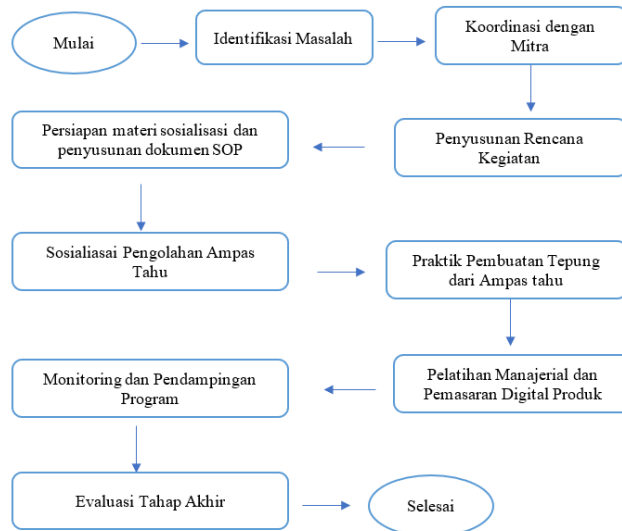 Mulai
Identifikasi Masalah
Koordinasi dengan
Mitra
Penyusunan Rencana
Kegiatan
Persiapan materi sosialisasi dan
penyusunan dokumen SOP
Sosialiasai Pengolahan Ampas
Tahu
Praktik Pembuatan Tepung
dari Ampas tahu
Pelatihan Manajerial dan
Pemasaran Digital Produk
Monitoring dan Pendampingan
Program
Evaluasi Tahap Akhir
Selesai